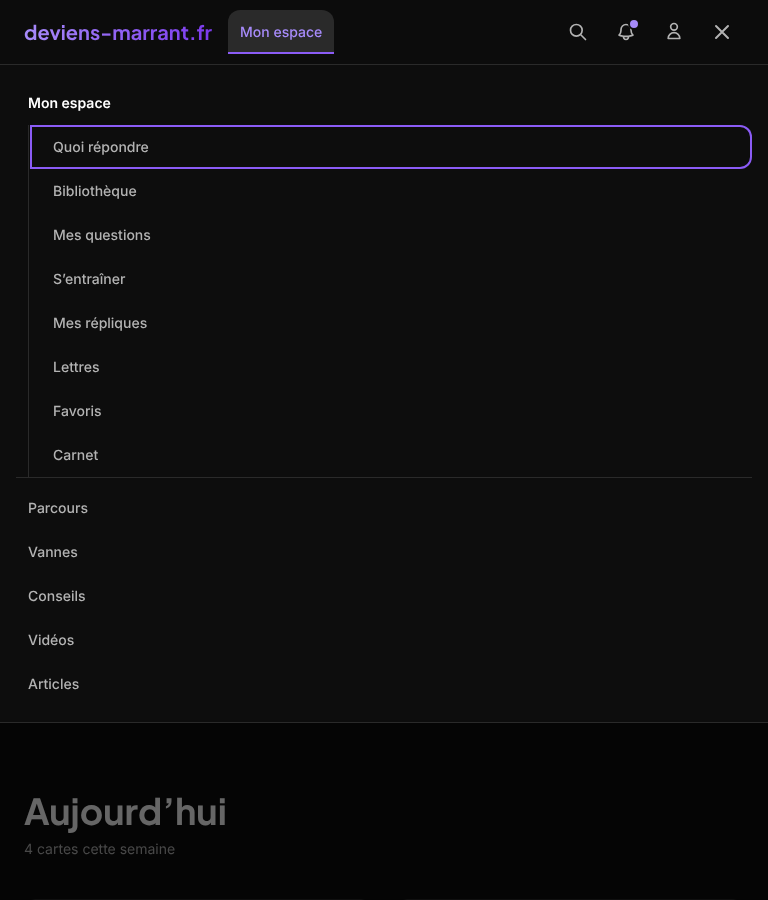 deviens-marrant.fr
Mon espace
Mon espace
Quoi répondre
Bibliothèque
Mes questions
S’entraîner
Mes répliques
Lettres
Favoris
Carnet
Parcours
Vannes
Conseils
Vidéos
Articles
Aujourd’hui
4 cartes cette semaine